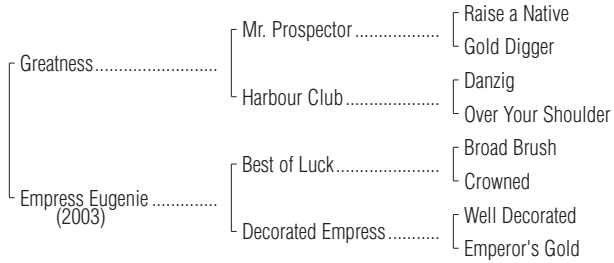 Raise a Native
Mr. Prospector ..................
Gold Digger
Greatness..........................
Danzig
Harbour Club ....................
Over Your Shoulder
Broad Brush
Best of Luck......................
Crowned
Empress Eugenie ..............
(2003)
Well Decorated
Decorated Empress...........
Emperor's Gold